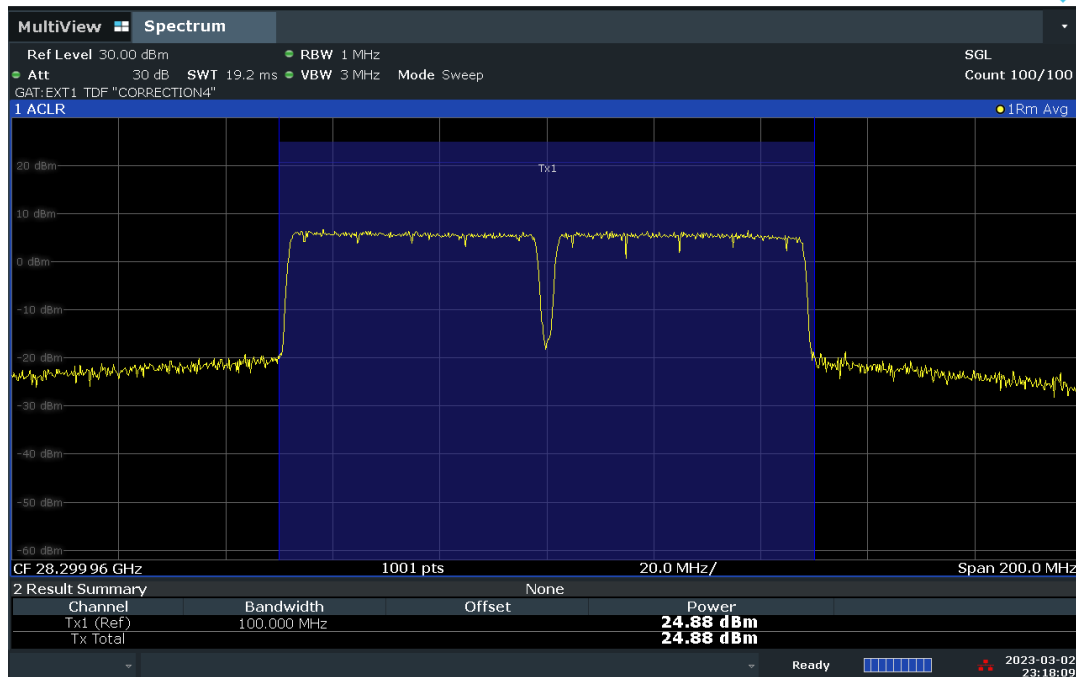 MultiView Spectrum
Ref Level 30.00 dBm RBW 1 MHz SGL
Att 30 dB SWT 19.2 ms VBW 3 MHz Mode Sweep Count 100/100
GAT:EXT1 TDF "CORRECTION4"
1 ACLR 1Rm Avg
Tx1
20 dBm
10 dBm
0 dBm
-10 dBm
-20 dBm
-30 dBm
-40 dBm
-50 dBm
-60 dBm
CF 28.299 96 GHz 1001 pts 20.0 MHz/ Span 200.0 MHz
2 Result Summary None
Channel Bandwidth Offset Power
Tx1 (Ref) 100.000 MHz 24.88 dBm
Tx Total 24.88 dBm
Ready 2023-03-02
23:18:09